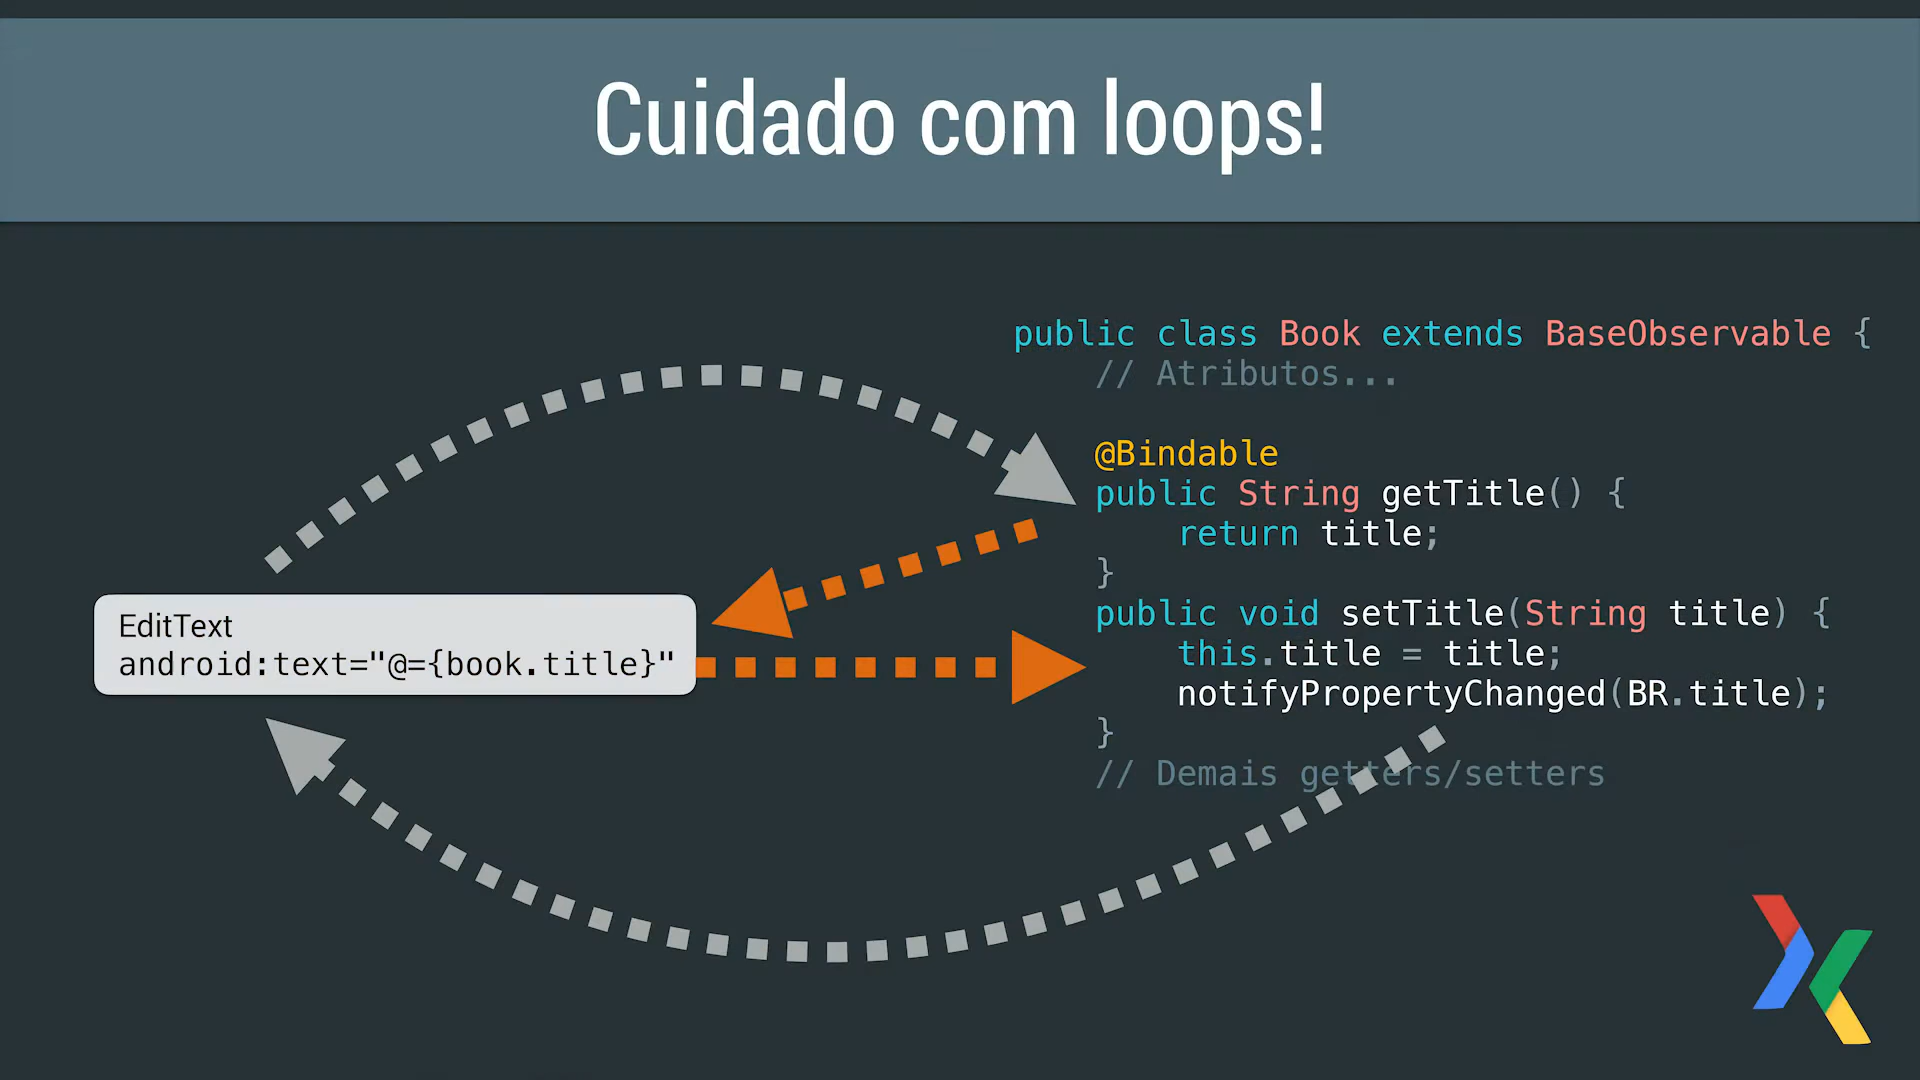 Cuidado com loops!
public class Book extends BaseObservable {
// Atributos...
@Bindable
public String getTitle() {
return title;
}
public void setTitle(String title) {
this.title = title;
notifyPropertyChanged(BR.title);
}
// Demais getters/setters
EditText
android:text="@={book.title}"